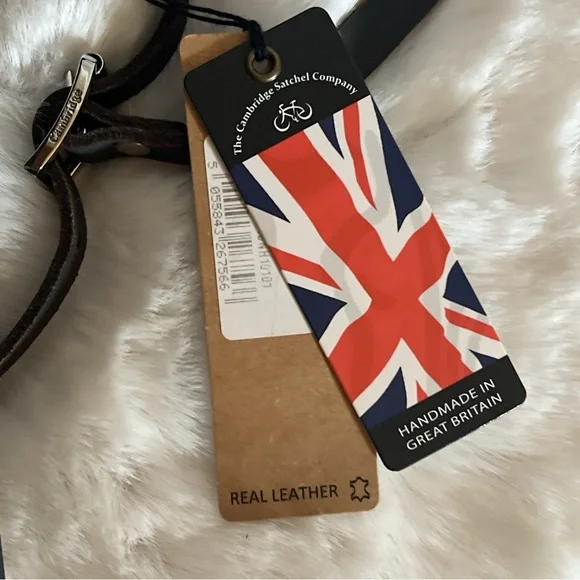 The Cambridge Satchel Company
Cambridge
5 055843 267566
HANDMADE IN
GREAT BRITAIN
REAL LEATHER